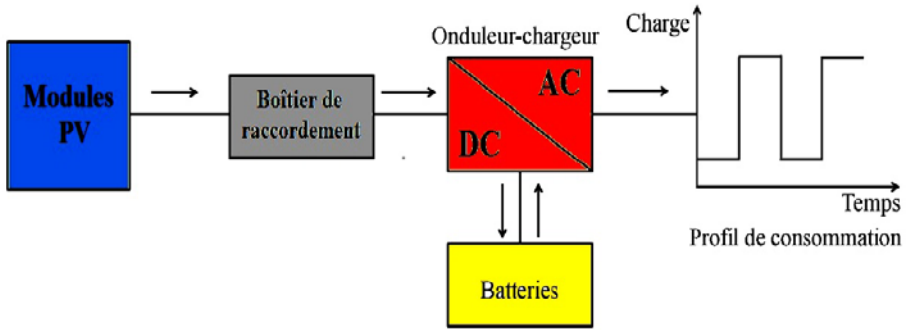 Modules
PV
Boîtier de
raccordement
Onduleur-chargeur
AC
DC
Batteries
Charge
Temps
Profil de consommation